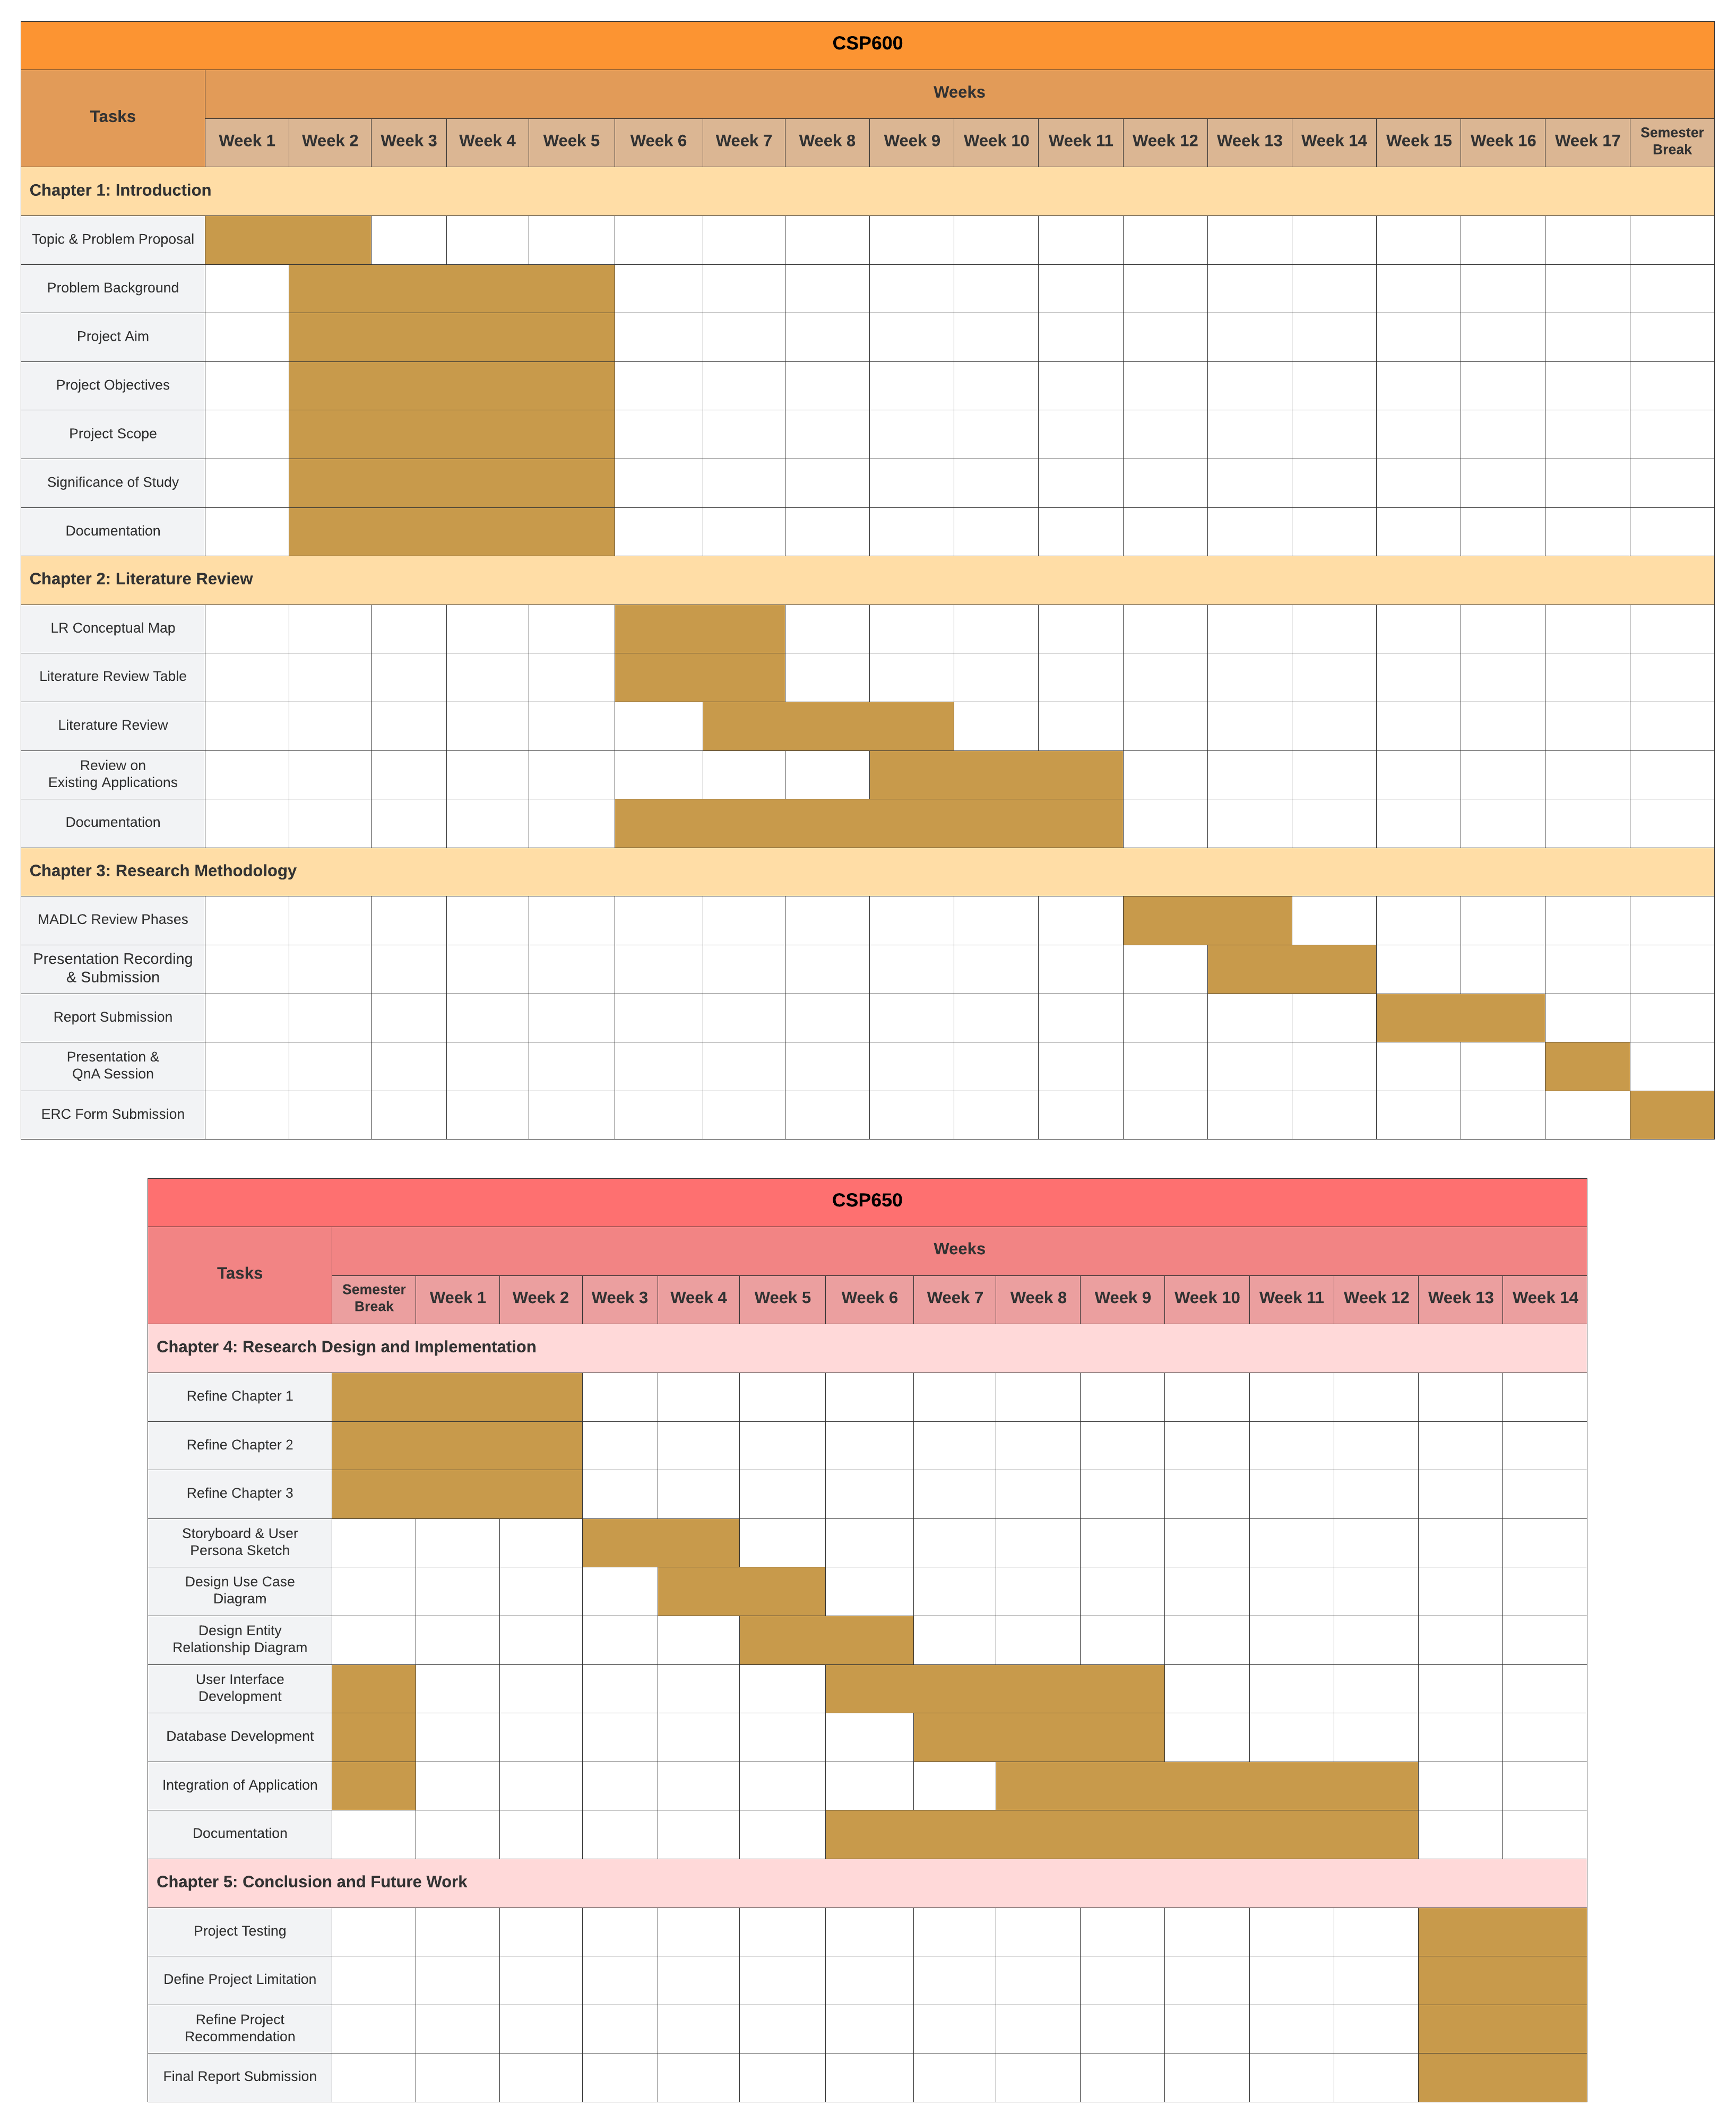 CSP600
Tasks
Weeks
Week 1 Week 2 Week 3 Week 4 Week 5 Week 6 Week 7 Week 8 Week 9 Week 10 Week 11 Week 12 Week 13 Week 14 Week 15 Week 16 Week 17 Semester
Break
Chapter 1: Introduction
Topic & Problem Proposal
Problem Background
Project Aim
Project Objectives
Project Scope
Significance of Study
Documentation
Chapter 2: Literature Review
LR Conceptual Map
Literature Review Table
Literature Review
Review on
Existing Applications
Documentation
Chapter 3: Research Methodology
MADLC Review Phases
Presentation Recording
& Submission
Report Submission
Presentation &
QnA Session
ERC Form Submission
CSP650
Tasks
Weeks
Semester
Break
Week 1 Week 2 Week 3 Week 4 Week 5 Week 6 Week 7 Week 8 Week 9 Week 10 Week 11 Week 12 Week 13 Week 14
Chapter 4: Research Design and Implementation
Refine Chapter 1
Refine Chapter 2
Refine Chapter 3
Storyboard & User
Persona Sketch
Design Use Case
Diagram
Design Entity
Relationship Diagram
User Interface
Development
Database Development
Integration of Application
Documentation
Chapter 5: Conclusion and Future Work
Project Testing
Define Project Limitation
Refine Project
Recommendation
Final Report Submission